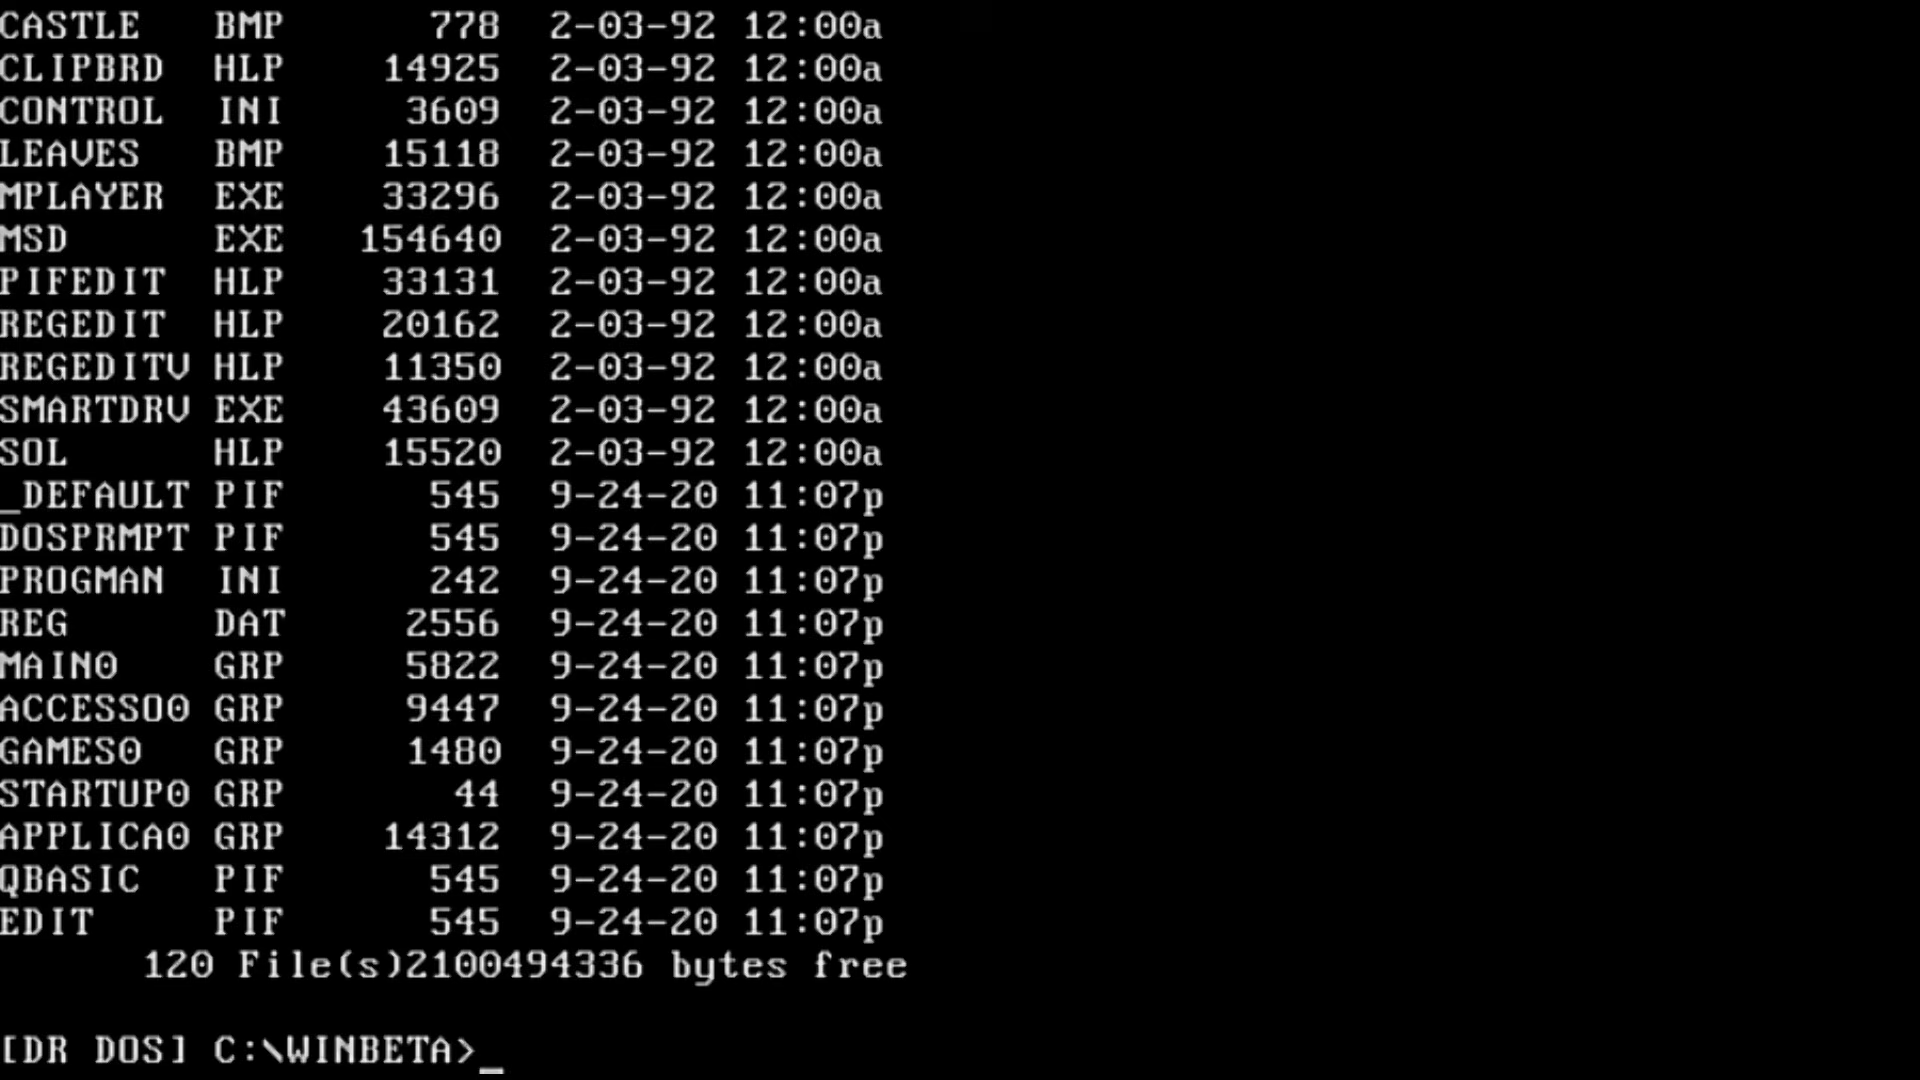 CASTLE   BMP      778  2-03-92 12:00a
CLIPBRD  HLP    14925  2-03-92 12:00a
CONTROL  INI     3609  2-03-92 12:00a
LEAVES   BMP    15118  2-03-92 12:00a
MPLAYER  EXE    33296  2-03-92 12:00a
MSD      EXE   154640  2-03-92 12:00a
PIFEDIT  HLP    33131  2-03-92 12:00a
REGEDIT  HLP    20162  2-03-92 12:00a
REGEDITV HLP    11350  2-03-92 12:00a
SMARTDRV EXE    43609  2-03-92 12:00a
SOL      HLP    15520  2-03-92 12:00a
_DEFAULT PIF      545  9-24-20 11:07p
DOSPRMPT PIF      545  9-24-20 11:07p
PROGMAN  INI      242  9-24-20 11:07p
REG      DAT     2556  9-24-20 11:07p
MAIN0    GRP     5822  9-24-20 11:07p
ACCESSO0 GRP     9447  9-24-20 11:07p
GAMES0   GRP     1480  9-24-20 11:07p
STARTUP0 GRP       44  9-24-20 11:07p
APPLICA0 GRP    14312  9-24-20 11:07p
QBASIC   PIF      545  9-24-20 11:07p
EDIT     PIF      545  9-24-20 11:07p
      120 File(s)2100494336 bytes free
[DR DOS] C:\WINBETA>_